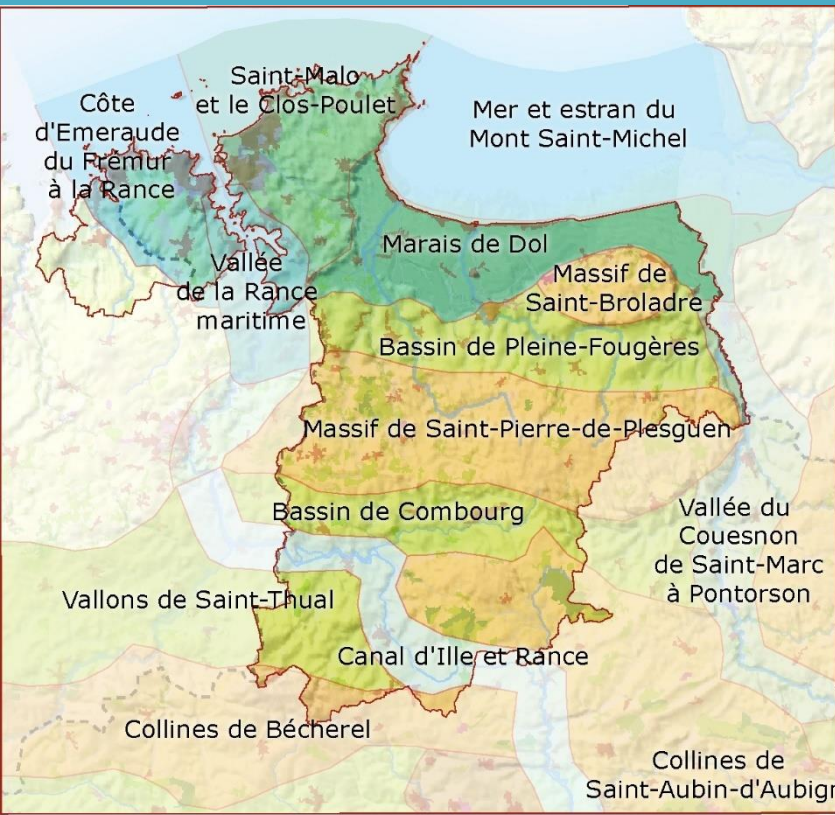 Saint-Malo
et le Clos-Poulet
Côte
d'Emeraude
du Frémur
à la Rance
Mer et estran du
Mont Saint-Michel
Marais de Dol
Vallée
de la Rance
maritime
Massif de
Saint-Broladre
Bassin de Pleine-Fougères
Massif de Saint-Pierre-de-Plesguen
Bassin de Combourg
Vallée du
Couesnon
de Saint-Marc
à Pontorson
Vallons de Saint-Thual
Canal d'Ille et Rance
Collines de Bécherel
Collines de
Saint-Aubin-d'Aubign